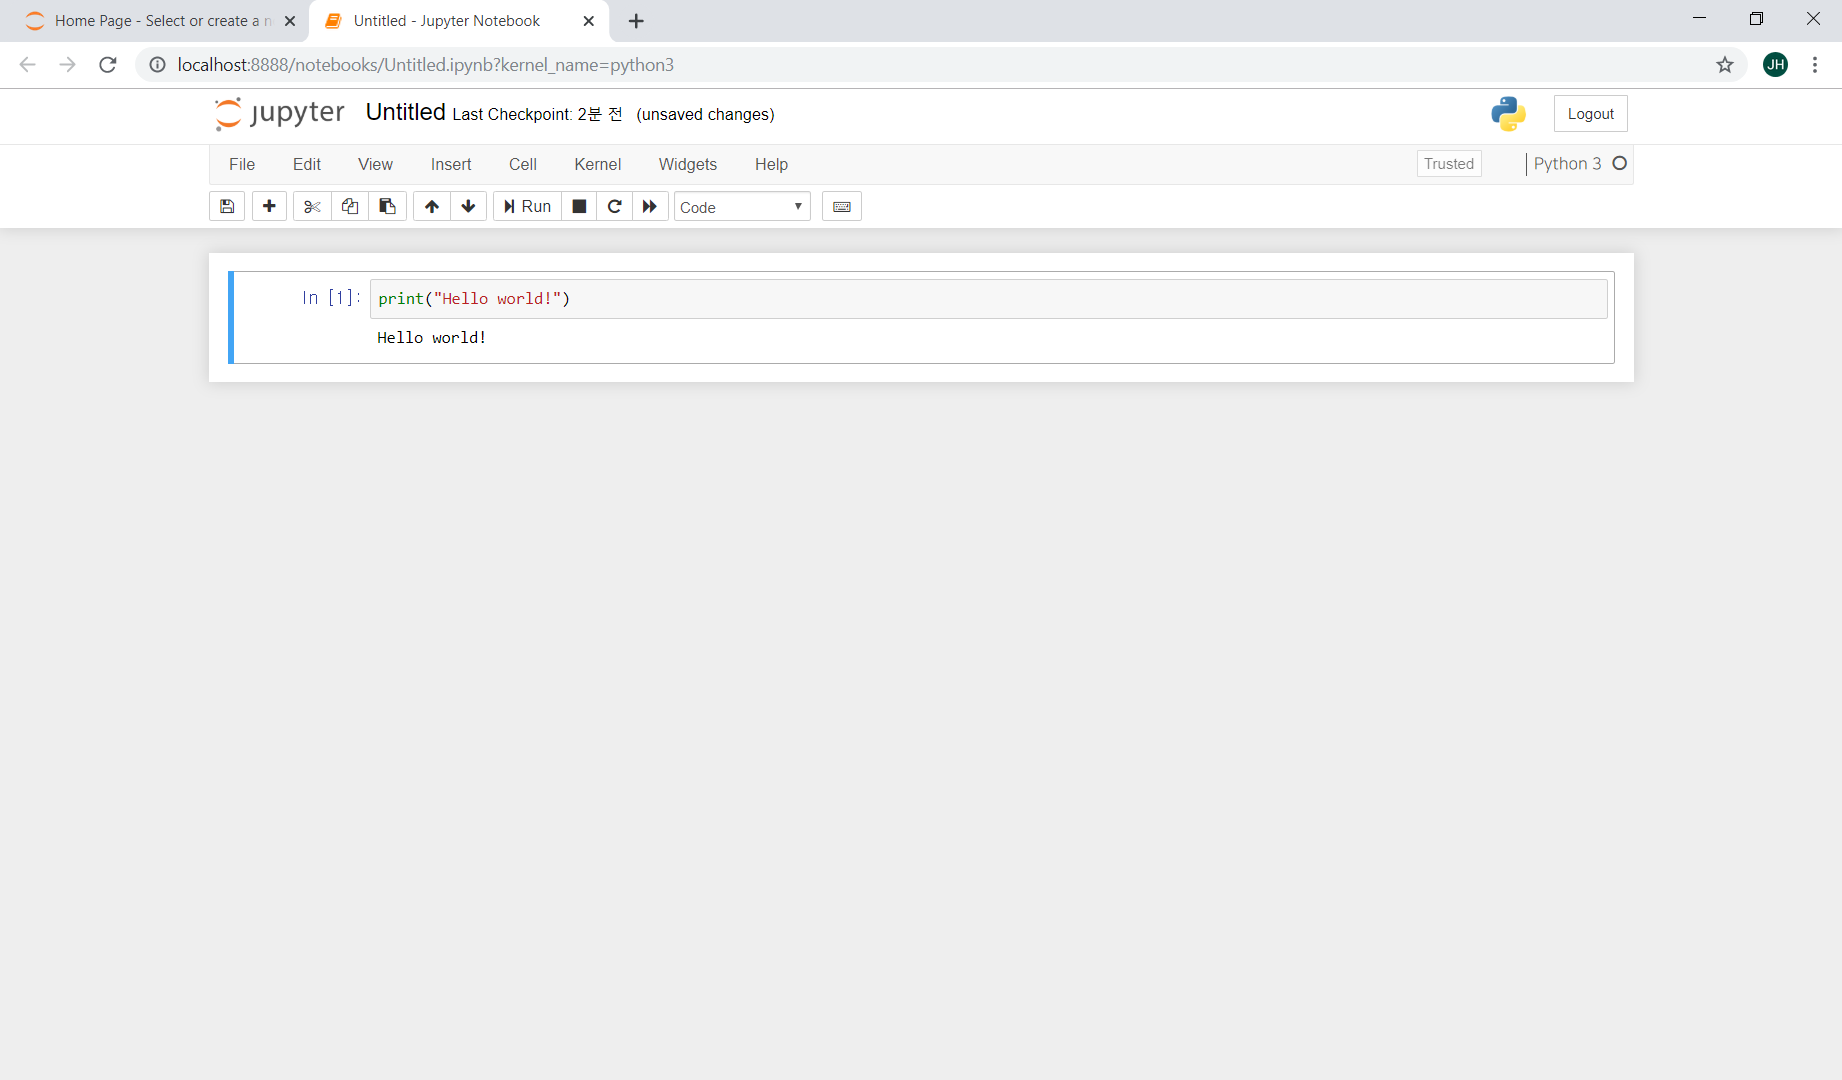 Home Page - Select or create a n
Untitled - Jupyter Notebook
localhost:8888/notebooks/Untitled.ipynb?kernel_name=python3
JH
jupyter Untitled Last Checkpoint: 2분 전 (unsaved changes)
Logout
File Edit View Insert Cell Kernel Widgets Help
Trusted
Python 3
Run
Code
In [1]: print("Hello world!")
Hello world!